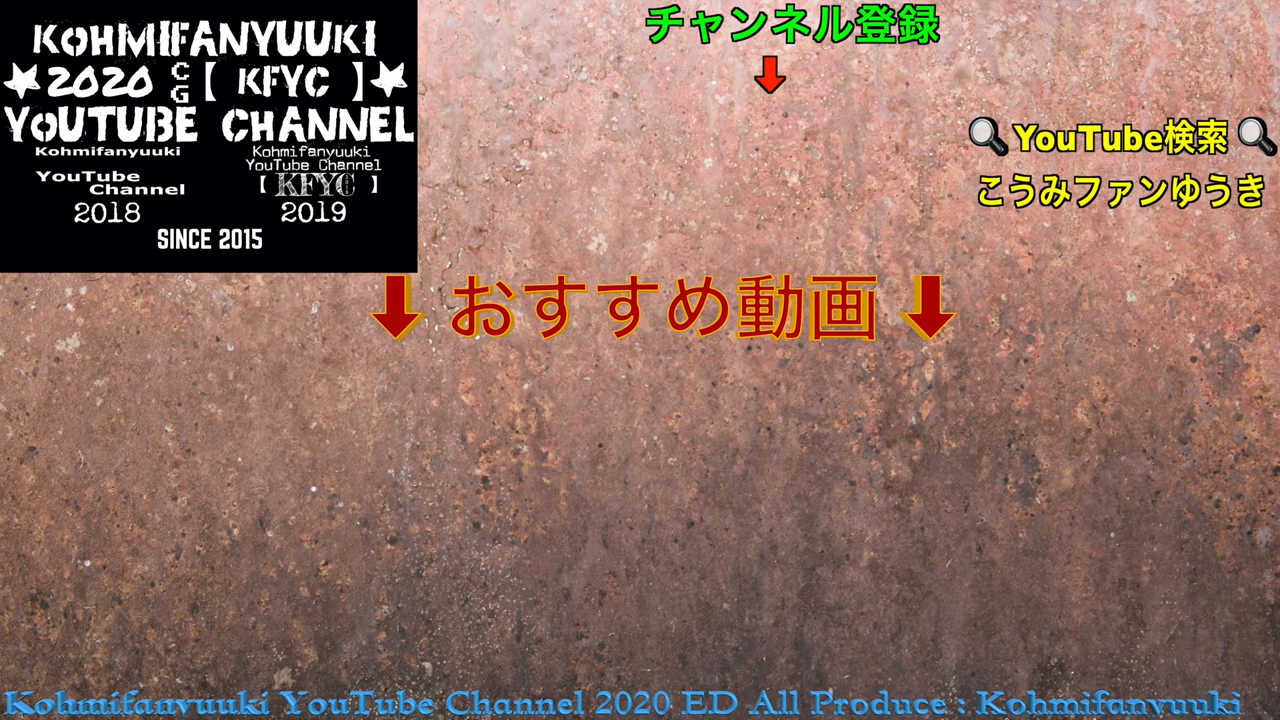 KOHMIFANYUUKI
★2020 CG【 KFYC 】★
YOUTUBE CHANNEL
Kohmifanyuuki
YouTube
Channel
2018
Kohmifanyuuki
YouTube Channel
【 KFYC 】
2019
SINCE 2015
チャンネル登録
⬇
🔍YouTube検索🔍
こうみファンゆうき
⬇おすすめ動画⬇
Kohmifanyuuki YouTube Channel 2020 ED All Produce : Kohmifanyuuki